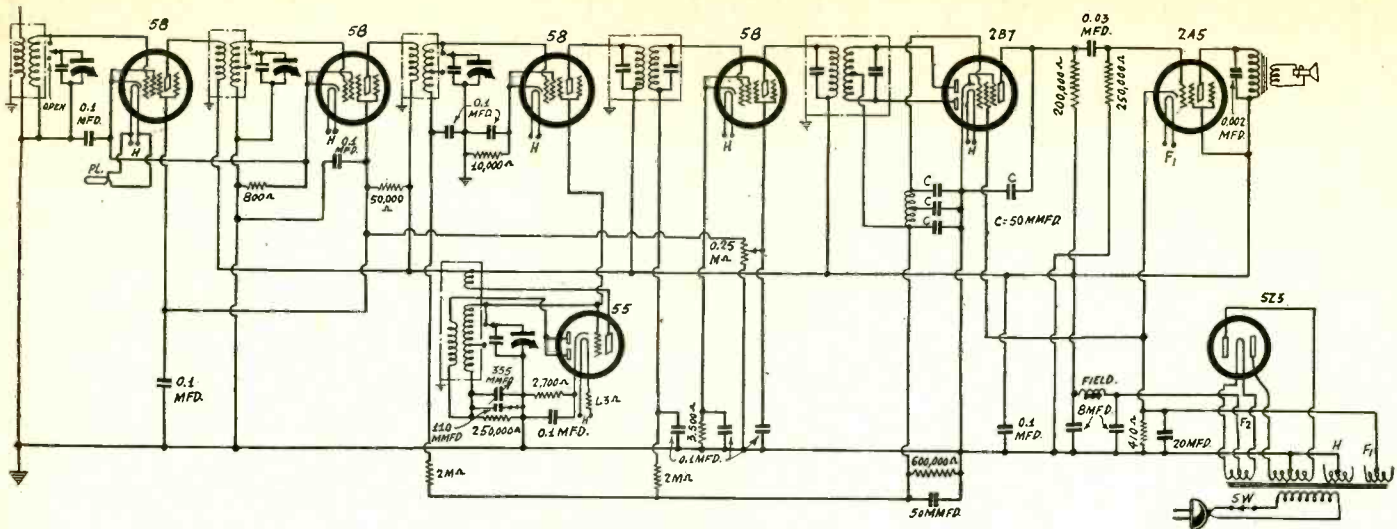 58
58
58
58
2B7
0.03
MFD.
2A5
OPEN
0.1
MFD.
H
PL.
800Ω
H
0.1
MFD.
50,000
Ω
0.1
MFD.
10,000Ω
H
H
0.25
MΩ
H
C
C
C
C
C=50MMFD.
200,000Ω
250,000Ω
F1
0.002
MFD.
55
5Z3
0.1
MFD.
355
MMFD.
2,700Ω
1.3Ω
H
110
MMFD.
250,000Ω
0.1MFD.
3,500Ω
0.1MFD.
0.1
MFD.
FIELD.
8MFD.
410Ω
20MFD.
F2
H
F1
2MΩ
2MΩ
600,000Ω
50MMFD.
SW